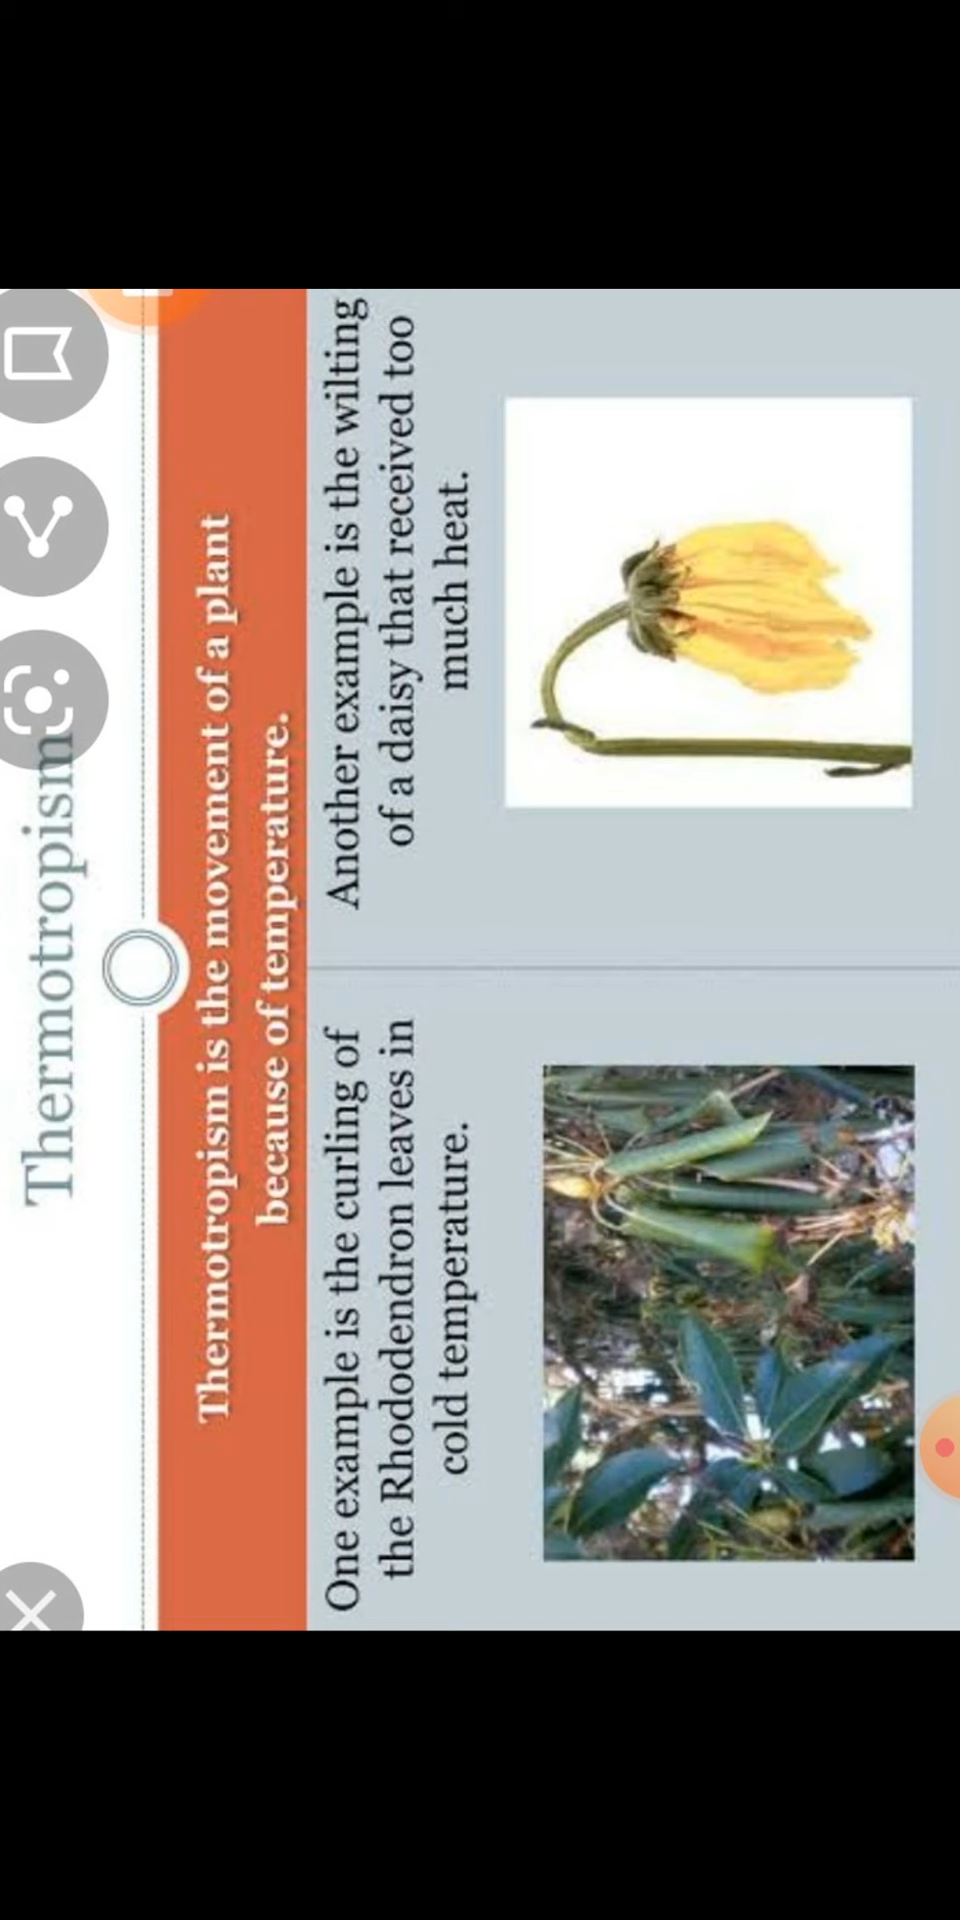 Thermotropism
Thermotropism is the movement of a plant
because of temperature.
One example is the curling of
the Rhododendron leaves in
cold temperature.
Another example is the wilting
of a daisy that received too
much heat.